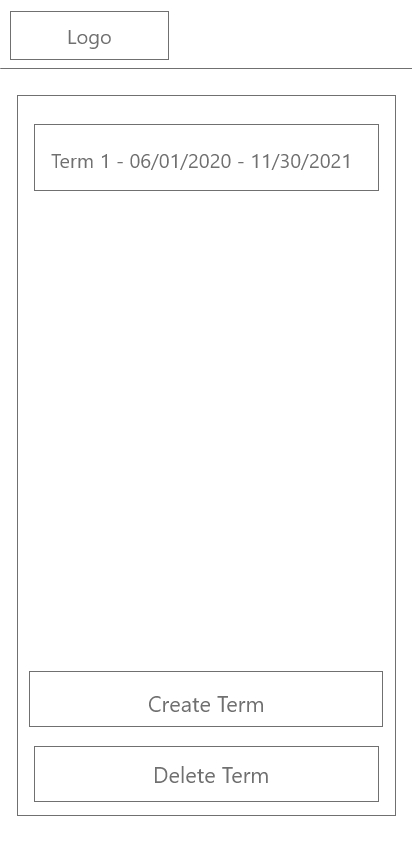 Logo
Term 1 - 06/01/2020 - 11/30/2021
Create Term
Delete Term